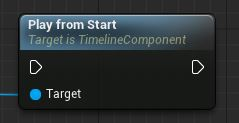 Play from Start
Target is TimelineComponent
Target